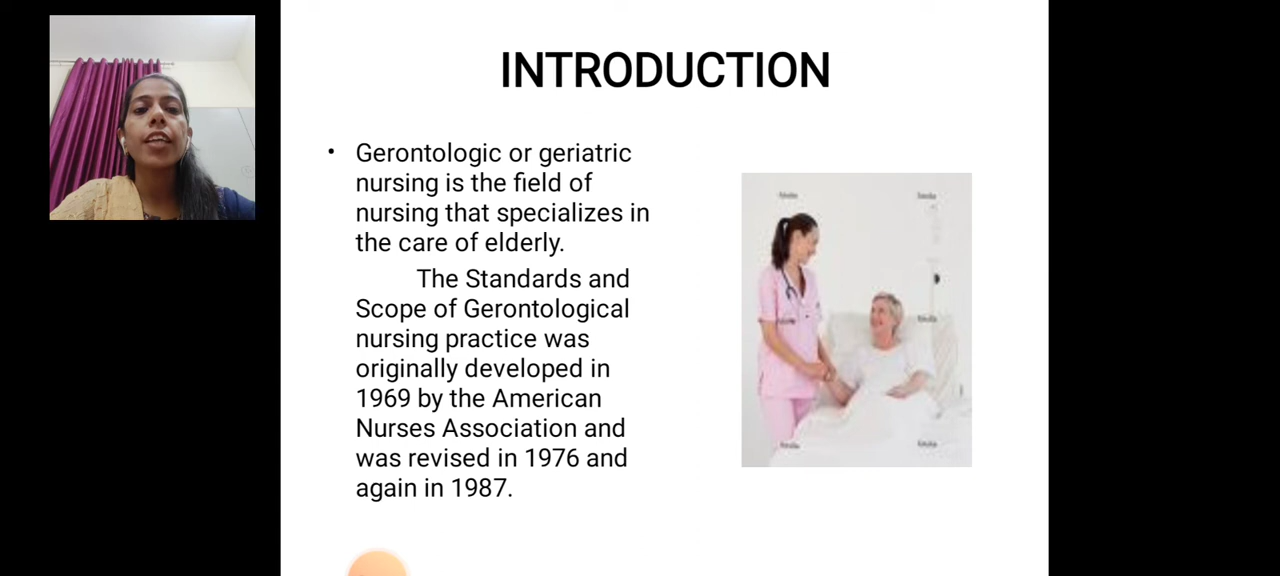 INTRODUCTION
• Gerontologic or geriatric
nursing is the field of
nursing that specializes in
the care of elderly.
The Standards and
Scope of Gerontological
nursing practice was
originally developed in
1969 by the American
Nurses Association and
was revised in 1976 and
again in 1987.